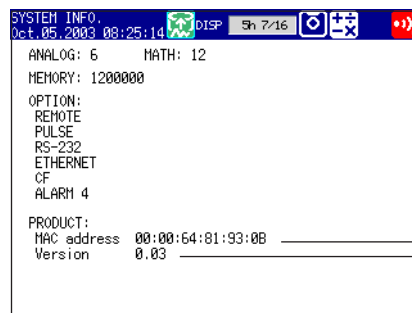 SYSTEM INFO.
Oct.05.2003 08:25:14 DISP 5h 7/16
ANALOG: 6 MATH: 12
MEMORY: 1200000
OPTION:
REMOTE
PULSE
RS-232
ETHERNET
CF
ALARM 4
PRODUCT:
MAC address 00:00:64:81:93:0B
Version 0.03